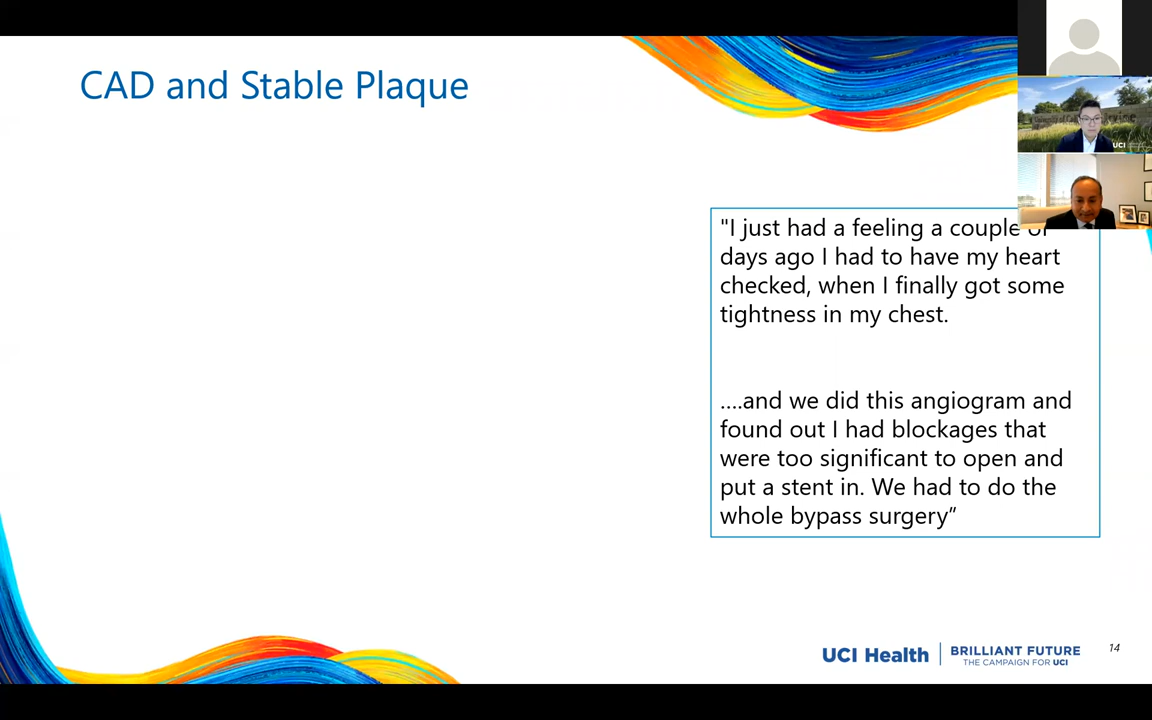 CAD and Stable Plaque
"I just had a feeling a couple of
days ago I had to have my heart
checked, when I finally got some
tightness in my chest.
....and we did this angiogram and
found out I had blockages that
were too significant to open and
put a stent in. We had to do the
whole bypass surgery”
UCI Health
BRILLIANT FUTURE
THE CAMPAIGN FOR UCI
14
UCI